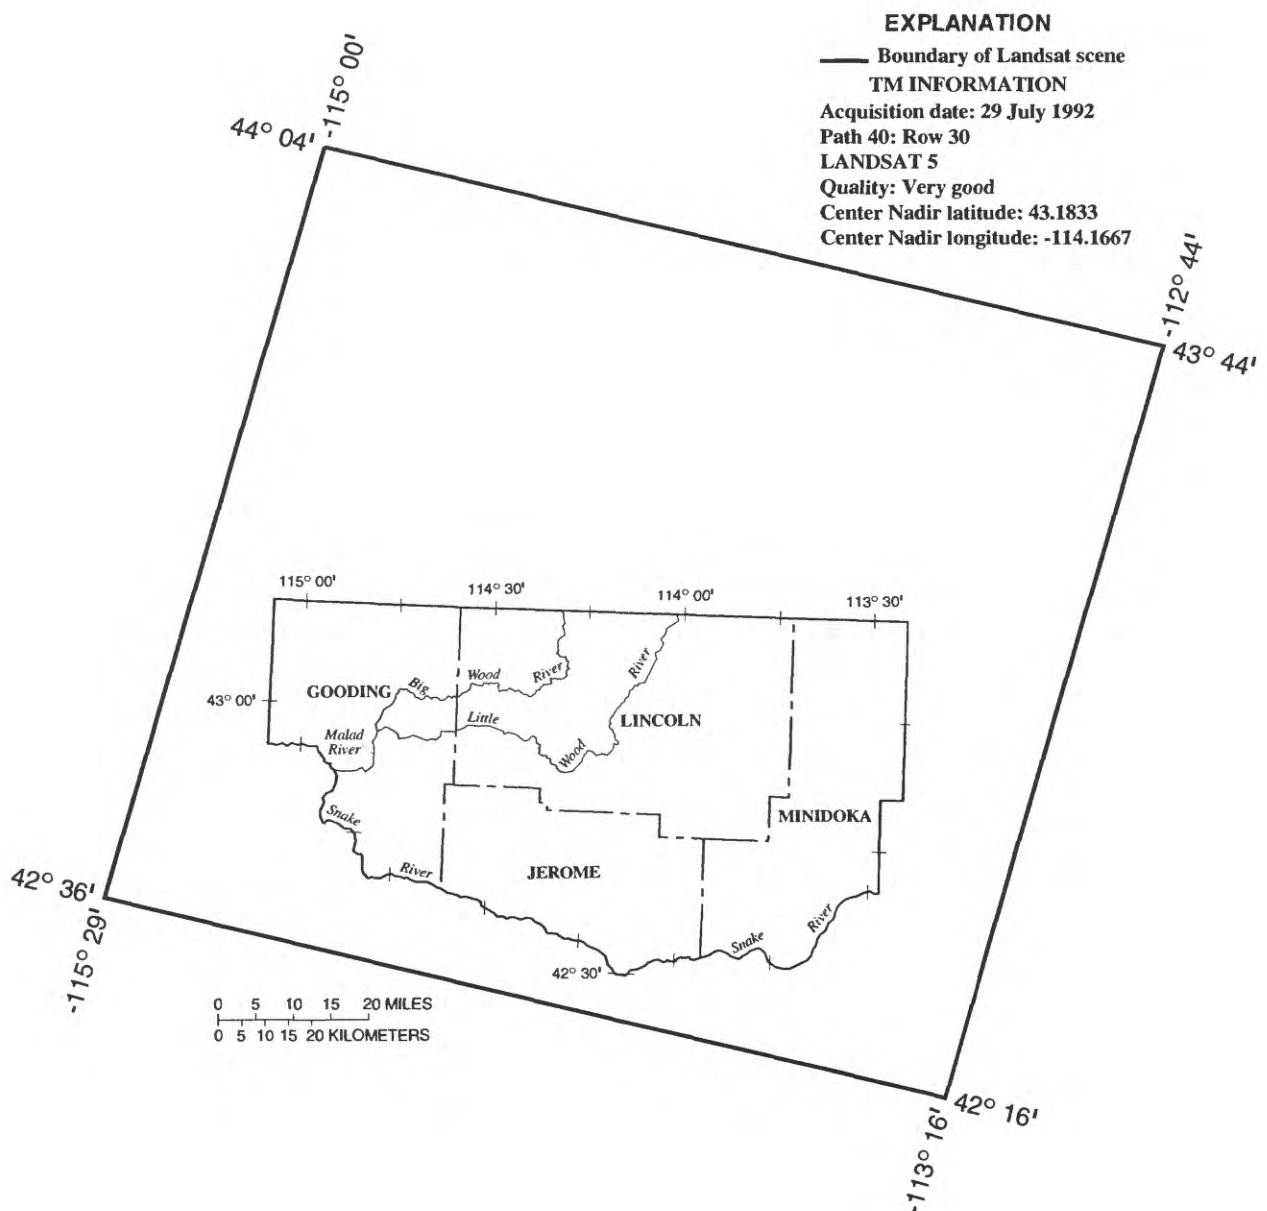 EXPLANATION
Boundary of Landsat scene
TM INFORMATION
Acquisition date: 29 July 1992
Path 40: Row 30
LANDSAT 5
Quality: Very good
Center Nadir latitude: 43.1833
Center Nadir longitude: -114.1667
-115° 00'
44° 04'
-112° 44'
43° 44'
115° 00'
114° 30'
114° 00'
113° 30'
Big
Wood
River
River
GOODING
43° 00'
Little
LINCOLN
Malad
River
Wood
Snake
MINIDOKA
River
JEROME
42° 36'
-115° 29'
River
Snake
42° 30'
0 5 10 15 20 MILES
0 5 10 15 20 KILOMETERS
42° 16'
-113° 16'